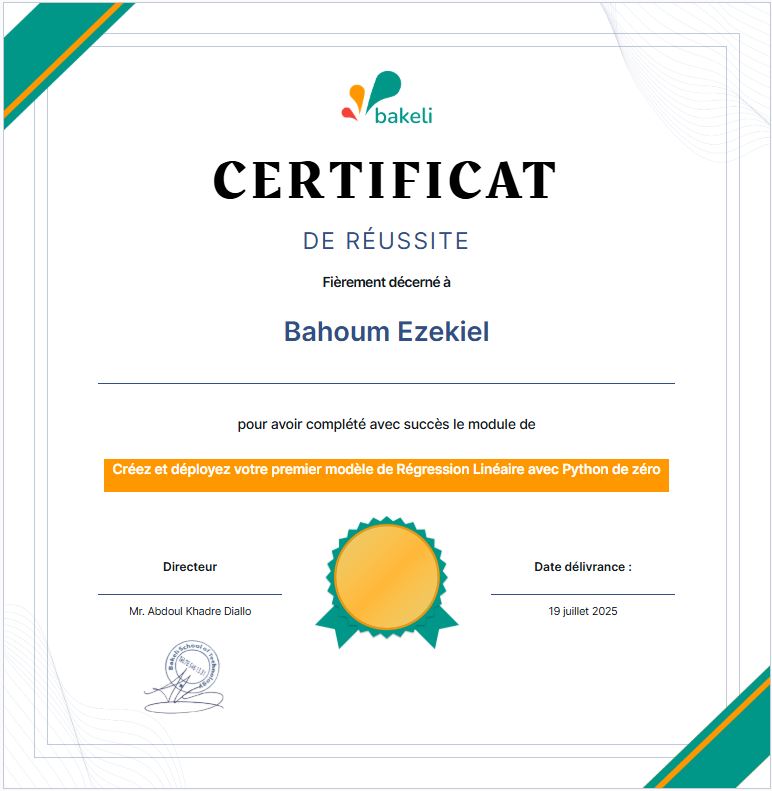 bakeli
CERTIFICAT
DE RÉUSSITE
Fièrement décerné à
Bahoum Ezekiel
pour avoir complété avec succès le module de
Créez et déployez votre premier modèle de Régression Linéaire avec Python de zéro
Directeur
Mr. Abdoul Khadre Diallo
Date délivrance :
19 juillet 2025
Bakeli School of Technology